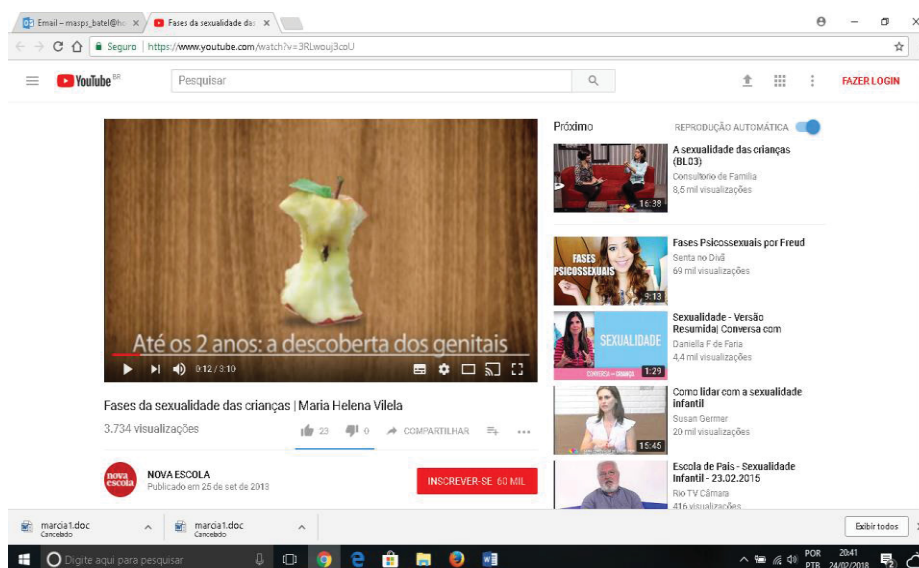 Email – masps_batel@ho
Fases da sexualidade das
Seguro | https://www.youtube.com/watch?v=3RLwouj3coU
YouTube BR
Pesquisar
FAZER LOGIN
Até os 2 anos: a descoberta dos genitais
0:12 / 3:10
Fases da sexualidade das crianças | Maria Helena Vilela
3.734 visualizações
23
0
COMPARTILHAR
nova escola
NOVA ESCOLA
Publicado em 25 de set de 2013
INSCREVER-SE 60 MIL
Próximo
REPRODUÇÃO AUTOMÁTICA
A sexualidade das crianças
(BL03)
Consultorio de Familia
8,5 mil visualizações
16:38
FASES
PSICOSSEXUAIS
9:13
Fases Psicossexuais por Freud
Senta no Divã
69 mil visualizações
SEXUALIDADE
1:29
Sexualidade - Versão
Resumida| Conversa com
Daniella F de Faria
4,4 mil visualizações
Como lidar com a sexualidade
infantil
Susan Germer
20 mil visualizações
15:45
Escola de Pais - Sexualidade
Infantil - 23.02.2015
Rio TV Câmara
416 visualizações
marcia1.doc
Cancelado
marcia1.doc
Cancelado
Exibir todos
Digite aqui para pesquisar
POR
PTB
20:41
24/02/2018